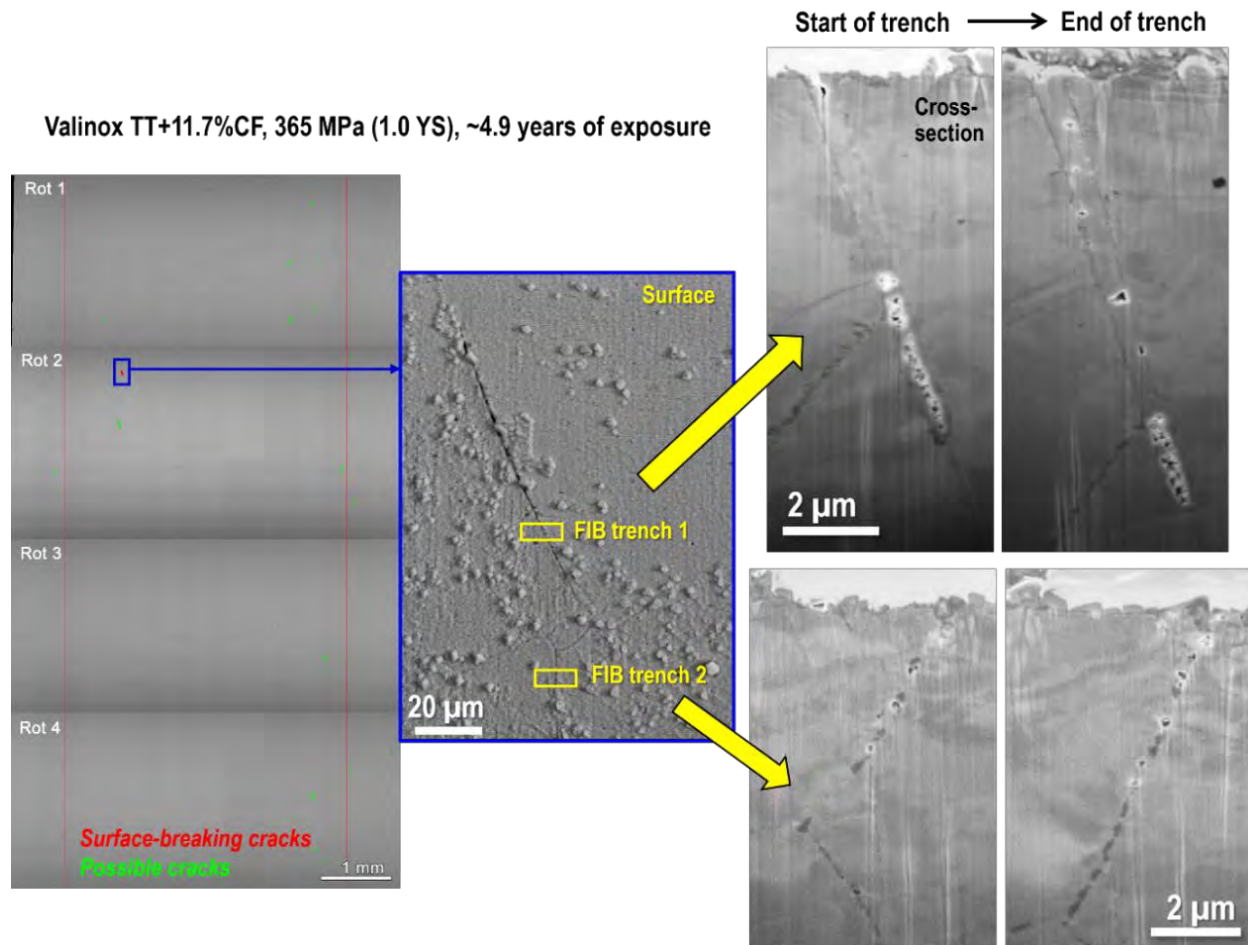 Start of trench
End of trench
Valinox TT+11.7%CF, 365 MPa (1.0 YS), ~4.9 years of exposure
Cross-
section
Rot 1
Rot 2
Rot 3
Rot 4
Surface-breaking cracks
Possible cracks
1 mm
Surface
FIB trench 1
FIB trench 2
20 µm
2 µm
2 µm